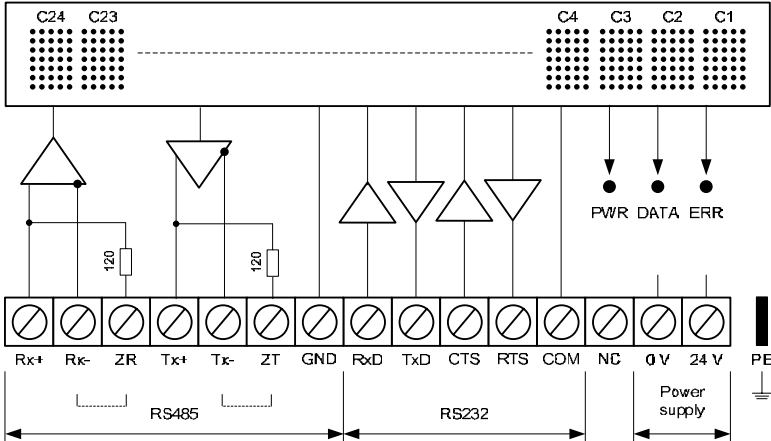 C24 C23 C4 C3 C2 C1
PWR DATA ERR
120 120
Rx+ Rx- ZR Tx+ Tx- ZT GND RxD TxD CTS RTS COM NC 0 V 24 V PE
RS485 RS232 Power
supply